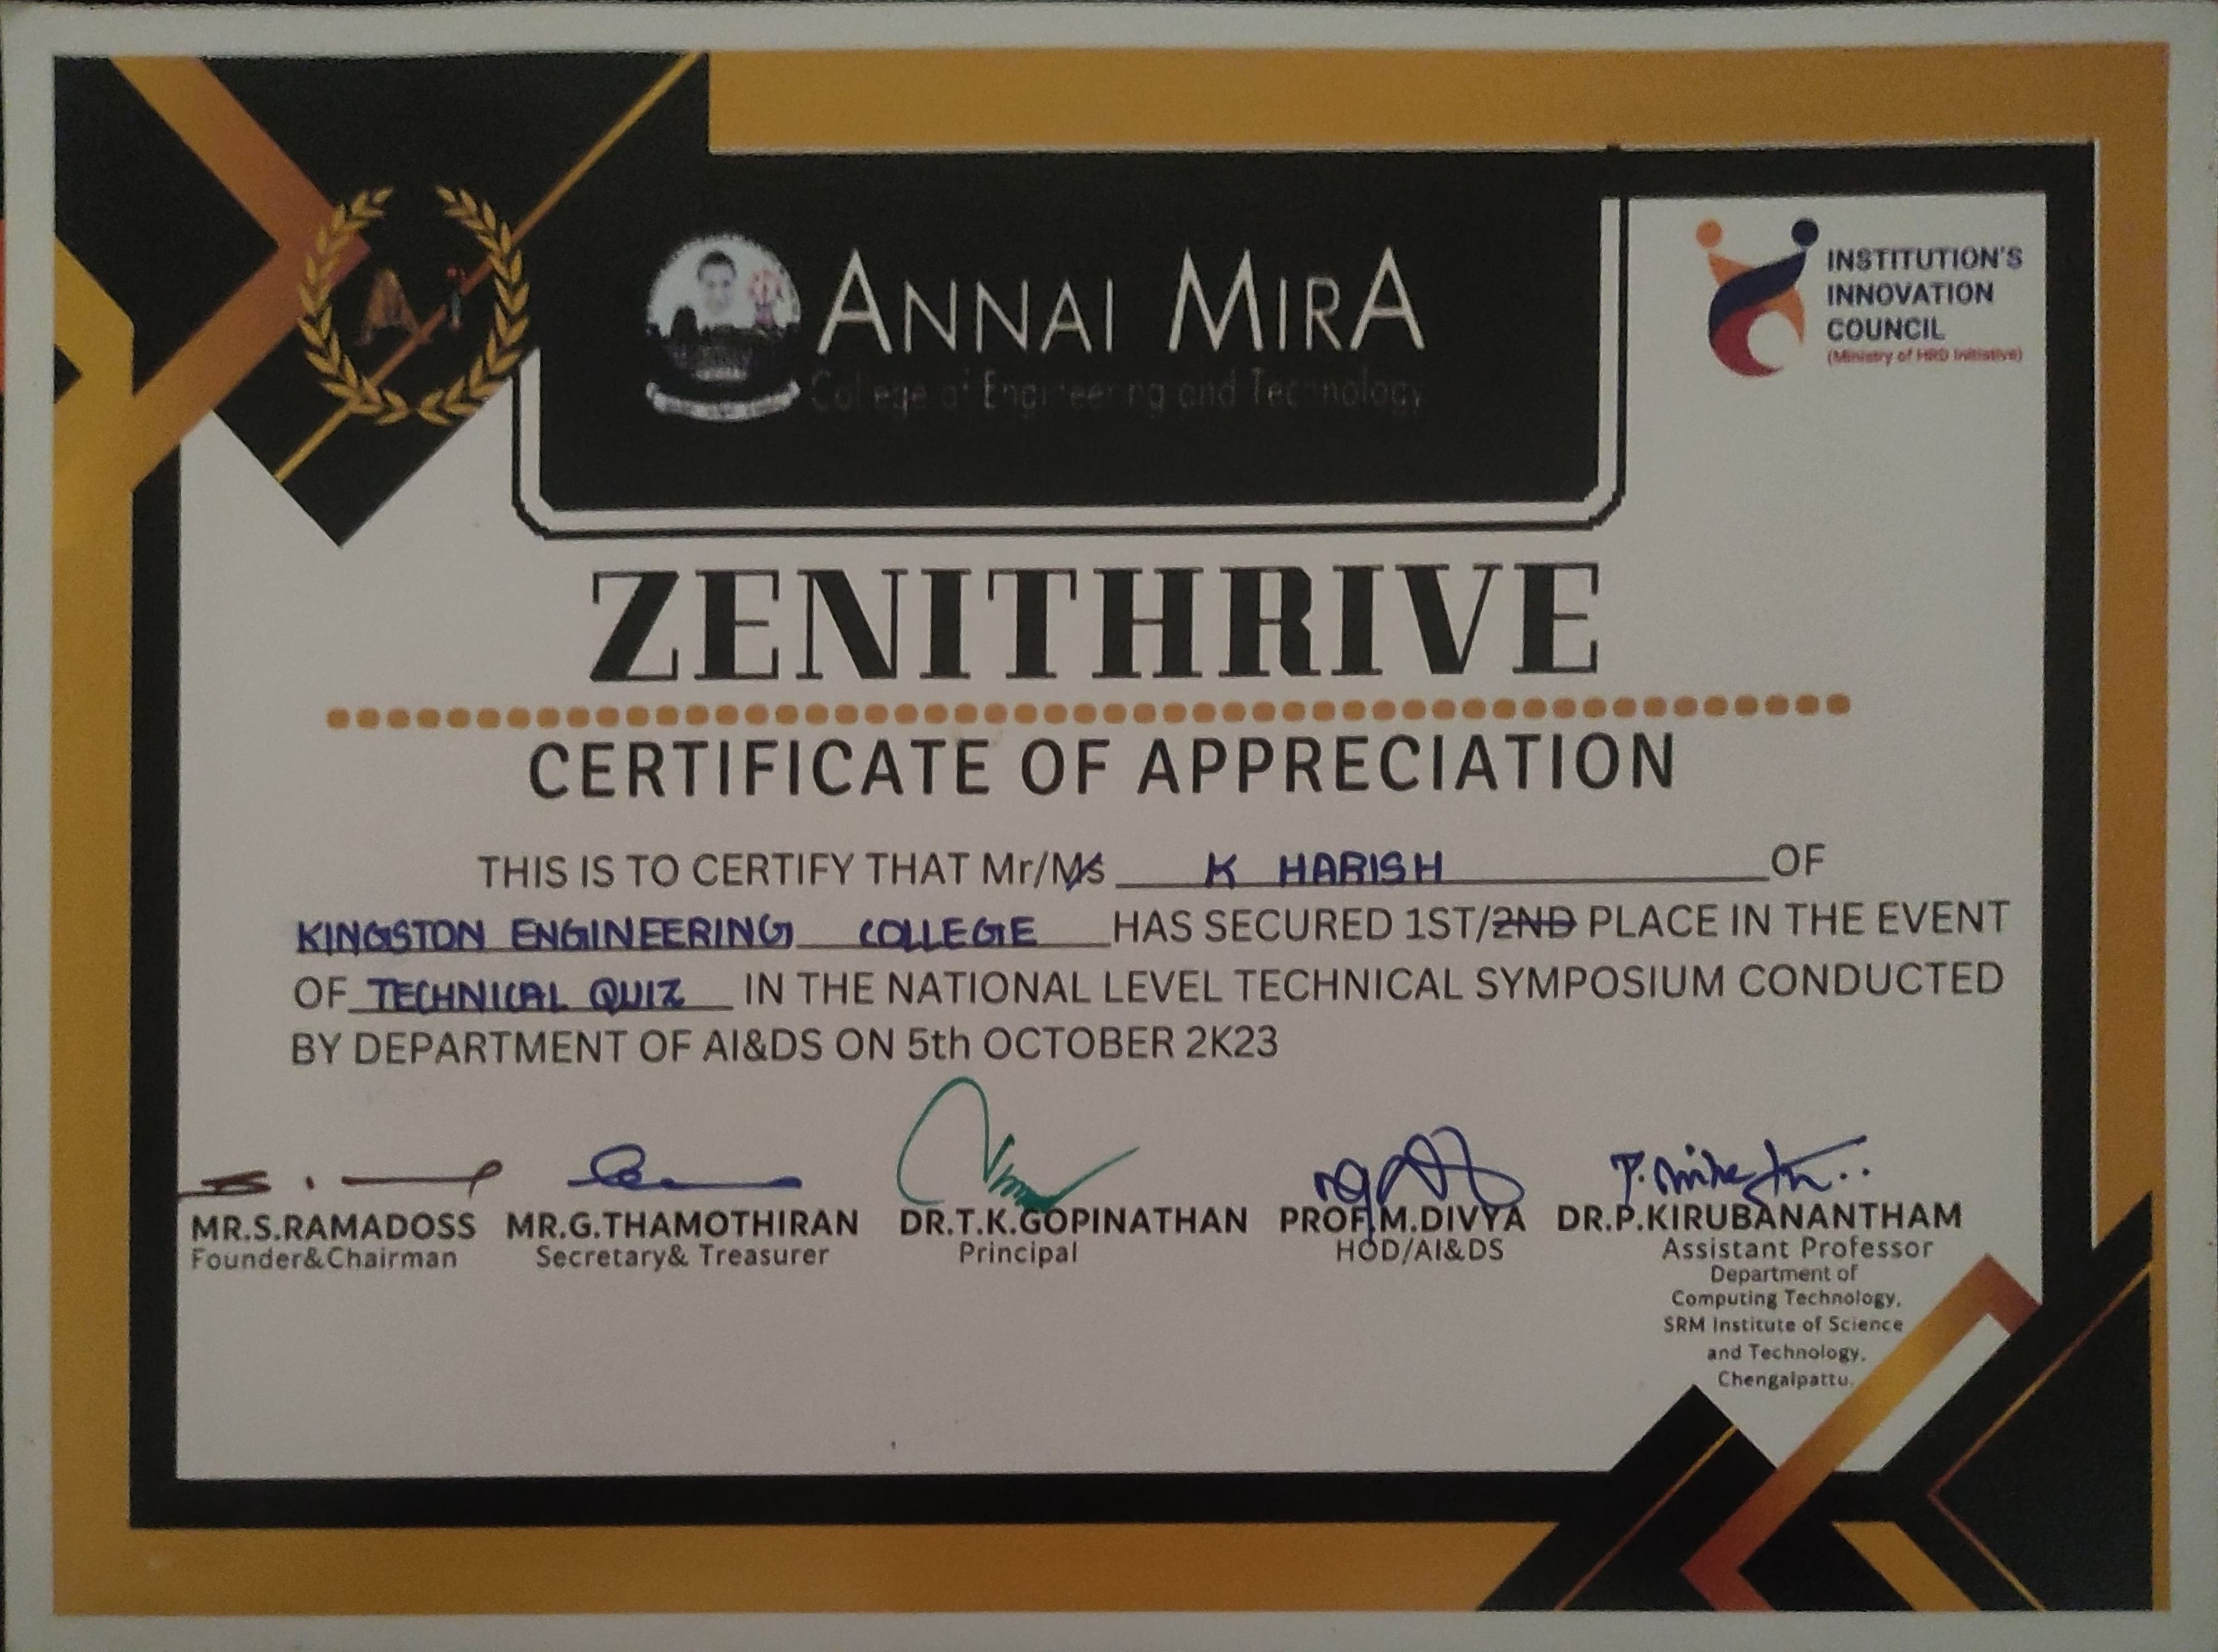 ANNAI MIRA
College of Engineering and Technology
INSTITUTION'S
INNOVATION
COUNCIL
(Ministry of HRD Initiative)
ZENITHRIVE
CERTIFICATE OF APPRECIATION
THIS IS TO CERTIFY THAT Mr/Ms K HARISH OF
KINGSTON ENGINEERING COLLEGE HAS SECURED 1ST/2ND PLACE IN THE EVENT
OF TECHNICAL QUIZ IN THE NATIONAL LEVEL TECHNICAL SYMPOSIUM CONDUCTED
BY DEPARTMENT OF AI&DS ON 5th OCTOBER 2K23
MR.S.RAMADOSS MR.G.THAMOTHIRAN DR.T.K.GOPINATHAN PROF.M.DIVYA DR.P.KIRUBANANTHAM
Founder&Chairman Secretary& Treasurer Principal HOD/AI&DS Assistant Professor
Department of
Computing Technology,
SRM Institute of Science
and Technology,
Chengalpattu.